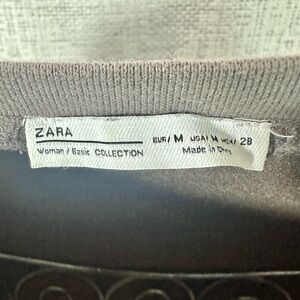 ZARA
Woman / Basic COLLECTION
EUR/ M USA/ M MEX/ 28
Made in